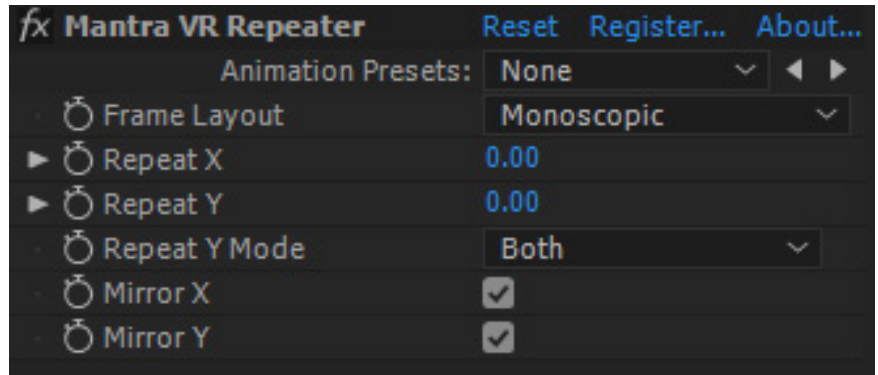 fx Mantra VR Repeater Reset Register... About...
Animation Presets: None
Frame Layout Monoscopic
Repeat X 0.00
Repeat Y 0.00
Repeat Y Mode Both
Mirror X
Mirror Y